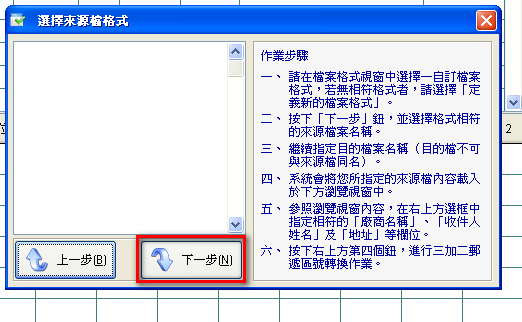 選擇來源檔格式
作業步驟
一、 請在檔案格式視窗中選擇一自訂檔案
格式，若無相符格式者，請選擇「定
義新的檔案格式」。
二、 按下「下一步」鈕，並選擇格式相符
的來源檔案名稱。
三、 繼續指定目的檔案名稱（目的檔不可
與來源檔同名）。
四、 系統會將您所指定的來源檔內容載入
於下方瀏覽視窗中。
五、 參照瀏覽視窗內容，在右上方選框中
指定相符的「廠商名稱」、「收件人
姓名」及「地址」等欄位。
六、 按下右上方第四個鈕，進行三加二郵
遞區號轉換作業。
上一步(B)
下一步(N)
2